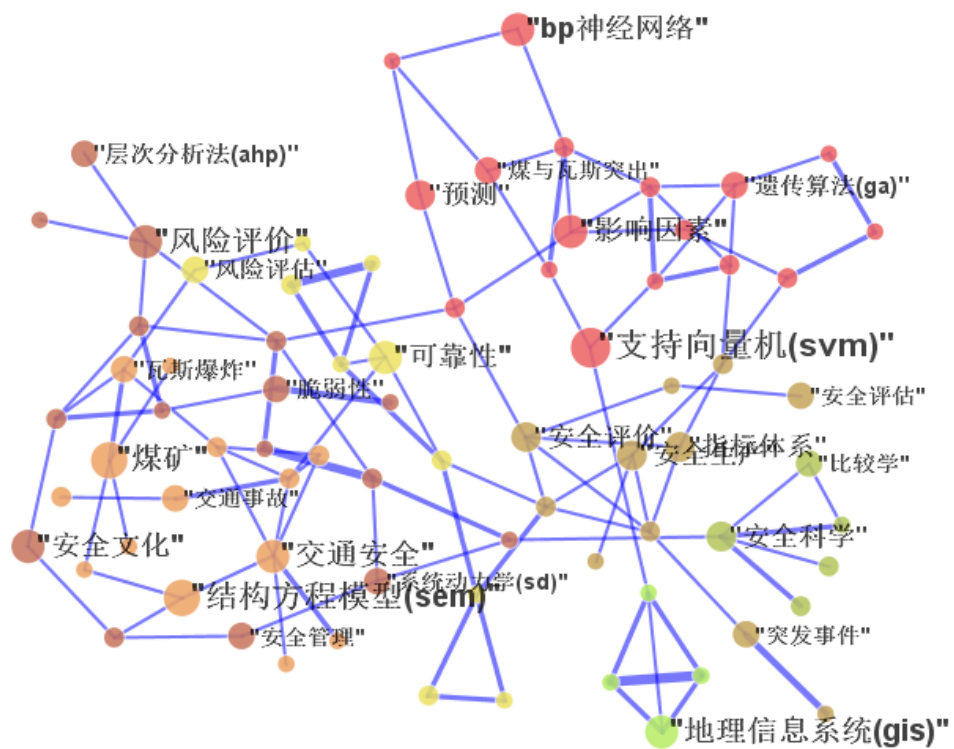 "bp神经网络"
"层次分析法(ahp)"
"煤与瓦斯突出"
"预测"
"遗传算法(ga)"
"影响因素"
"风险评价"
"风险评估"
"支持向量机(svm)"
"可靠性"
"瓦斯爆炸"
"脆弱性"
"安全评估"
"安全评价"
"指标体系"
"安全生产"
"煤矿"
"比较学"
"交通事故"
"安全科学"
"安全文化"
"交通安全"
"系统动力学(sd)"
"结构方程模型(sem)"
"安全管理"
"突发事件"
"地理信息系统(gis)"